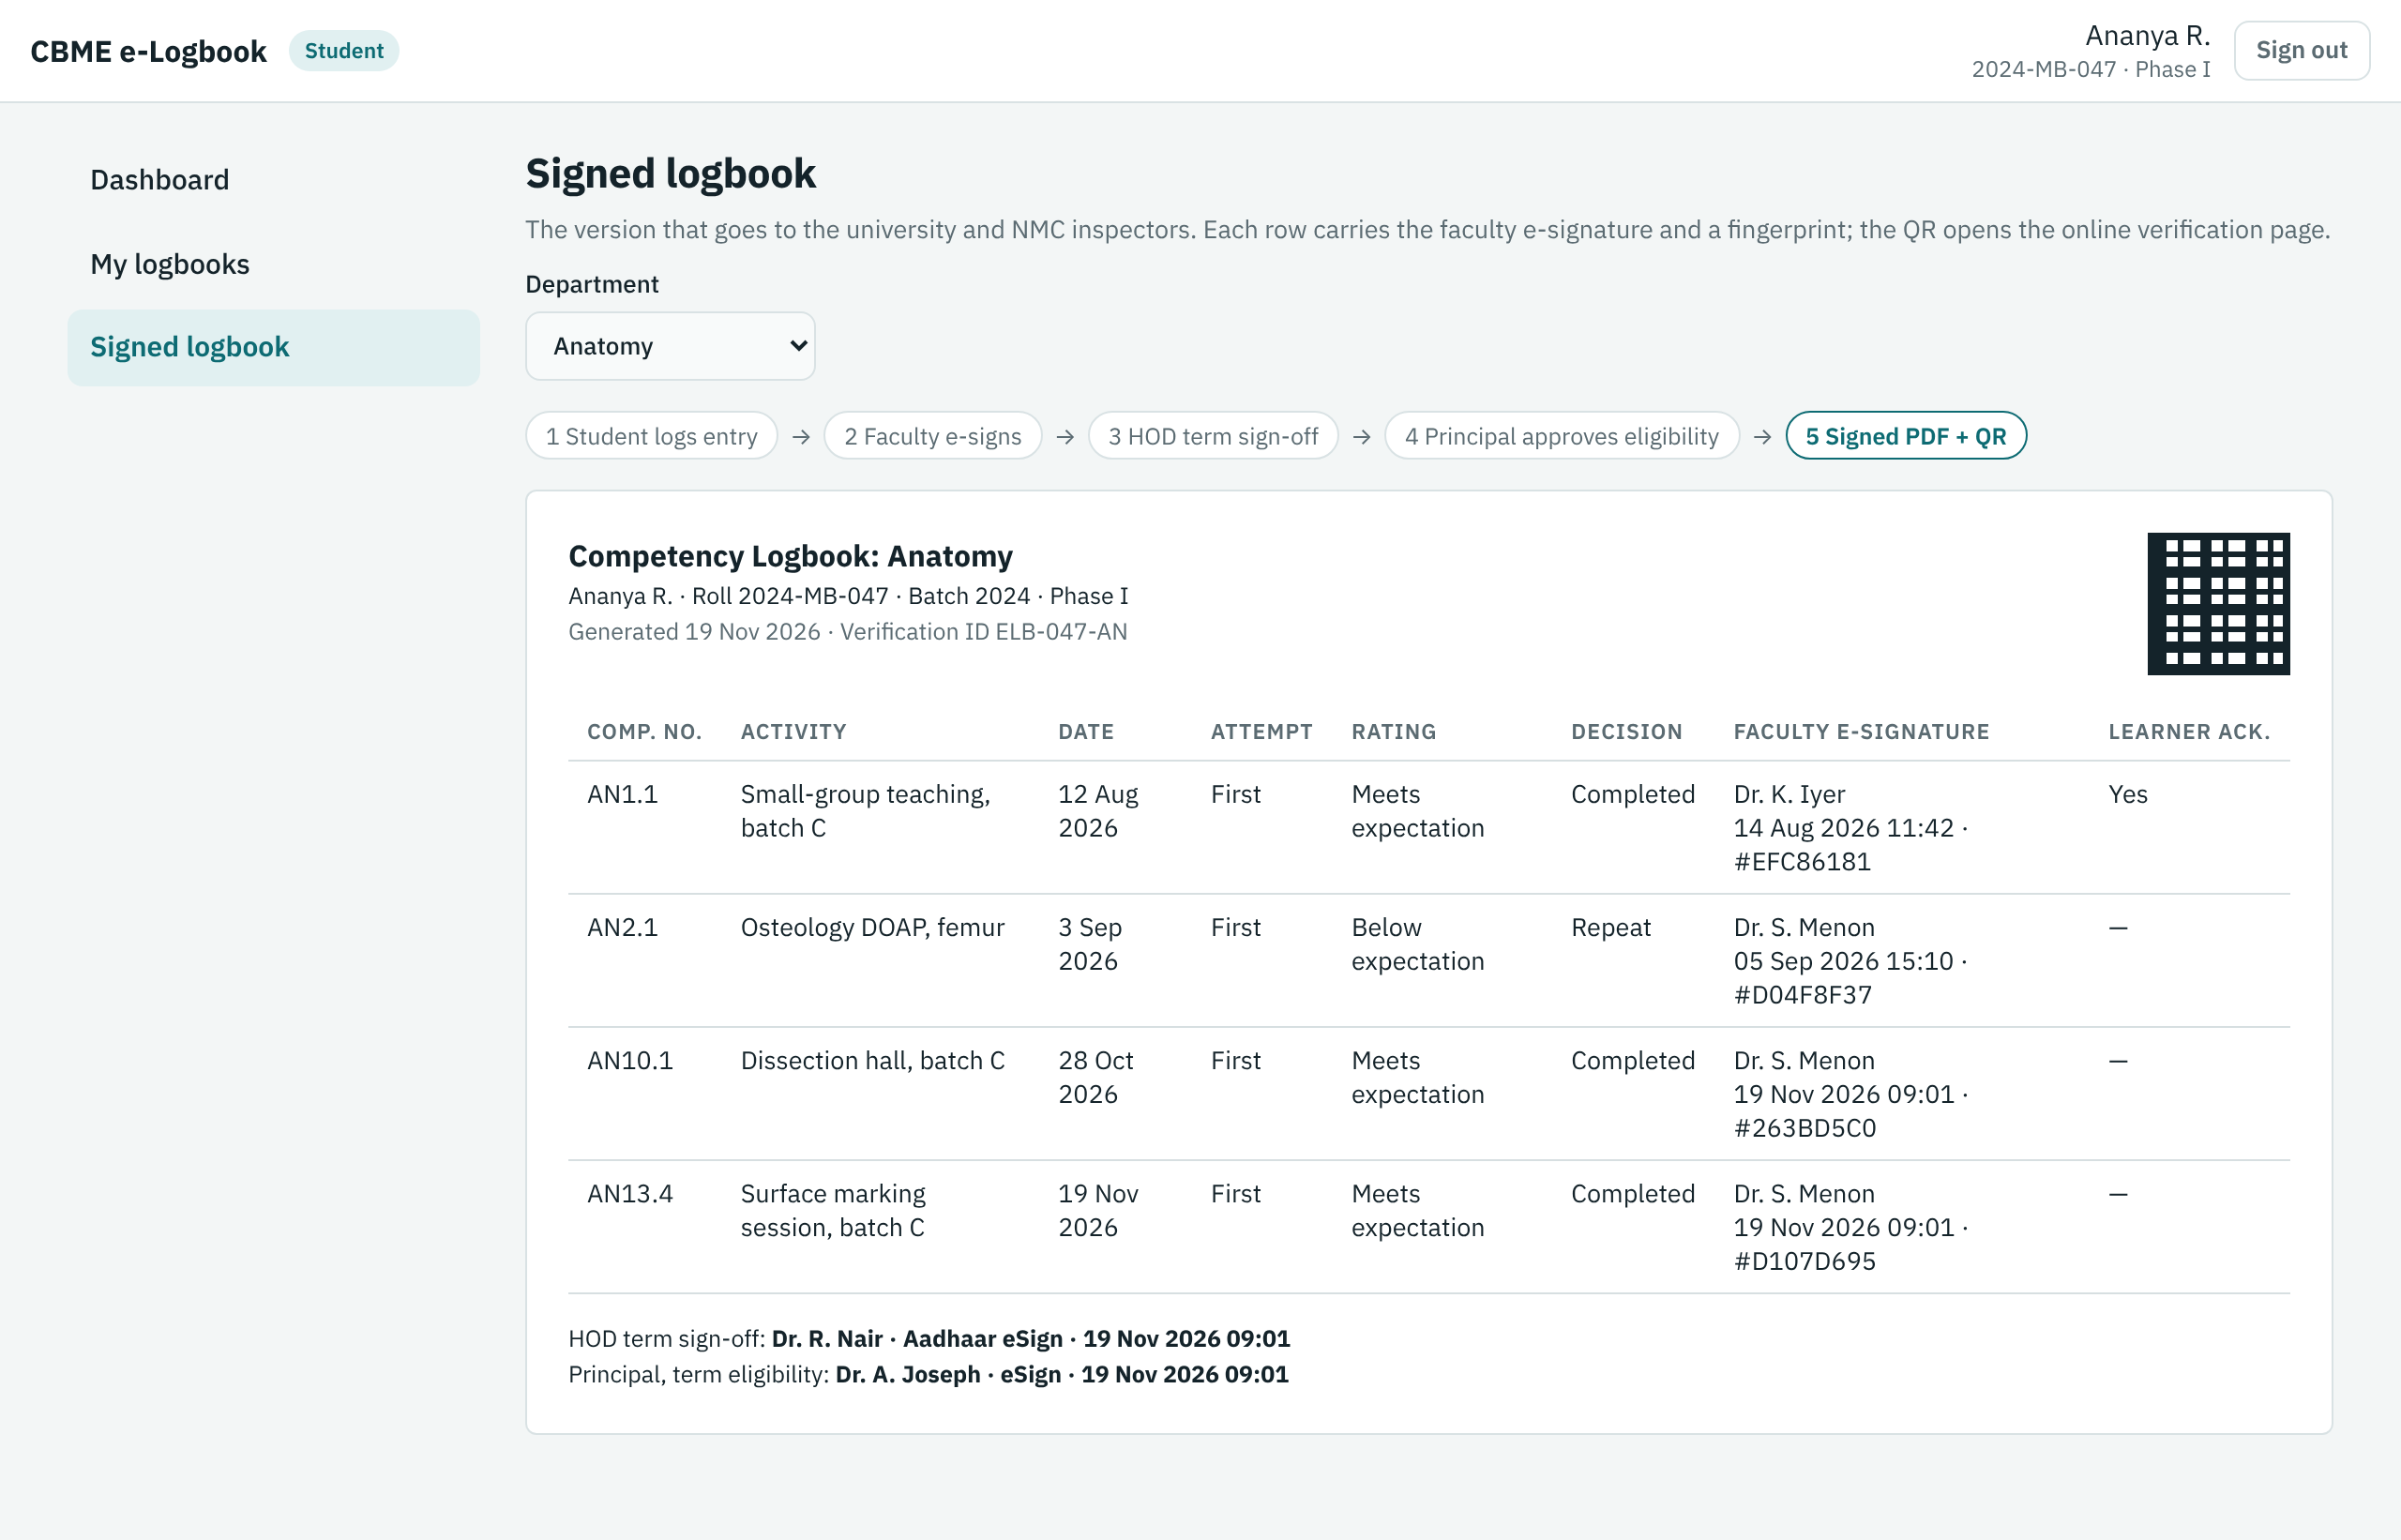 CBME e-Logbook
Student
Ananya R.
2024-MB-047 · Phase I
Sign out
Dashboard
My logbooks
Signed logbook
Signed logbook
The version that goes to the university and NMC inspectors. Each row carries the faculty e-signature and a fingerprint; the QR opens the online verification page.
Department
Anatomy
1 Student logs entry → 2 Faculty e-signs → 3 HOD term sign-off → 4 Principal approves eligibility → 5 Signed PDF + QR
Competency Logbook: Anatomy
Ananya R. · Roll 2024-MB-047 · Batch 2024 · Phase I
Generated 19 Nov 2026 · Verification ID ELB-047-AN
COMP. NO. ACTIVITY DATE ATTEMPT RATING DECISION FACULTY E-SIGNATURE LEARNER ACK.
AN1.1 Small-group teaching, 12 Aug First Meets Completed Dr. K. Iyer Yes
batch C 2026 expectation 14 Aug 2026 11:42 ·
#EFC86181
AN2.1 Osteology DOAP, femur 3 Sep First Below Repeat Dr. S. Menon —
2026 expectation 05 Sep 2026 15:10 ·
#D04F8F37
AN10.1 Dissection hall, batch C 28 Oct First Meets Completed Dr. S. Menon —
2026 expectation 19 Nov 2026 09:01 ·
#263BD5C0
AN13.4 Surface marking 19 Nov First Meets Completed Dr. S. Menon —
session, batch C 2026 expectation 19 Nov 2026 09:01 ·
#D107D695
HOD term sign-off: Dr. R. Nair · Aadhaar eSign · 19 Nov 2026 09:01
Principal, term eligibility: Dr. A. Joseph · eSign · 19 Nov 2026 09:01